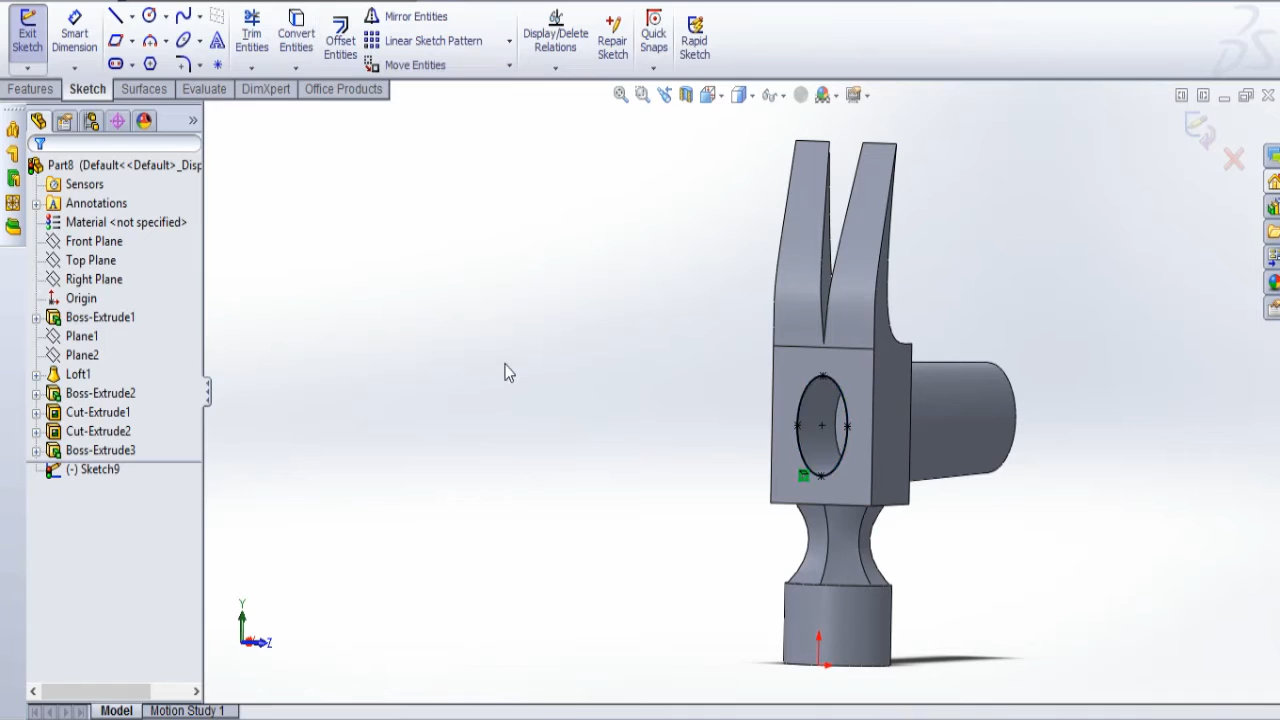 Exit Sketch
Smart Dimension
Trim Entities
Convert Entities
Offset Entities
Mirror Entities
Linear Sketch Pattern
Move Entities
Display/Delete Relations
Repair Sketch
Quick Snaps
Rapid Sketch
Features
Sketch
Surfaces
Evaluate
DimXpert
Office Products
Part8 (Default<<Default>_Disp
Sensors
Annotations
Material <not specified>
Front Plane
Top Plane
Right Plane
Origin
Boss-Extrude1
Plane1
Plane2
Loft1
Boss-Extrude2
Cut-Extrude1
Cut-Extrude2
Boss-Extrude3
(-) Sketch9
Y
Z
Model
Motion Study 1